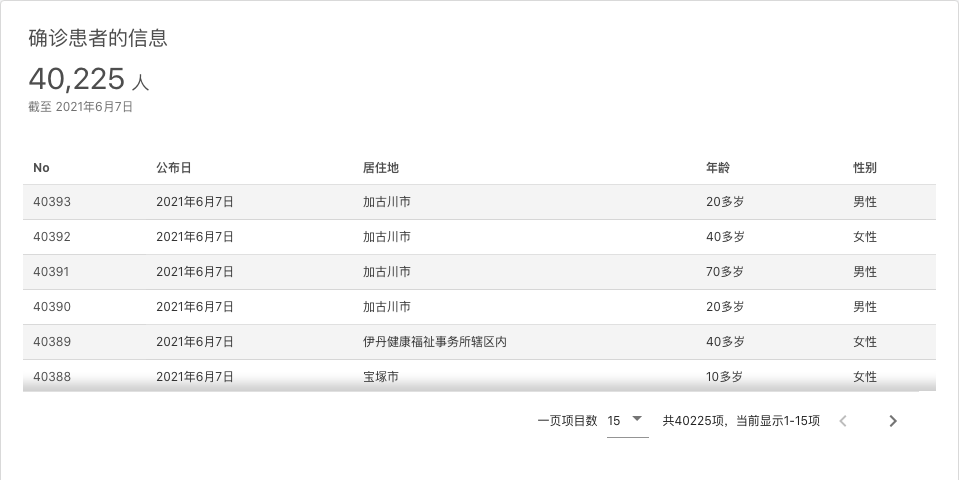 确诊患者的信息
40,225 人
截至 2021年6月7日
No 公布日 居住地 年龄 性别
40393 2021年6月7日 加古川市 20多岁 男性
40392 2021年6月7日 加古川市 40多岁 女性
40391 2021年6月7日 加古川市 70多岁 男性
40390 2021年6月7日 加古川市 20多岁 男性
40389 2021年6月7日 伊丹健康福祉事务所辖区内 40多岁 女性
40388 2021年6月7日 宝塚市 10多岁 女性
一页项目数 15 共40225项，当前显示1-15项